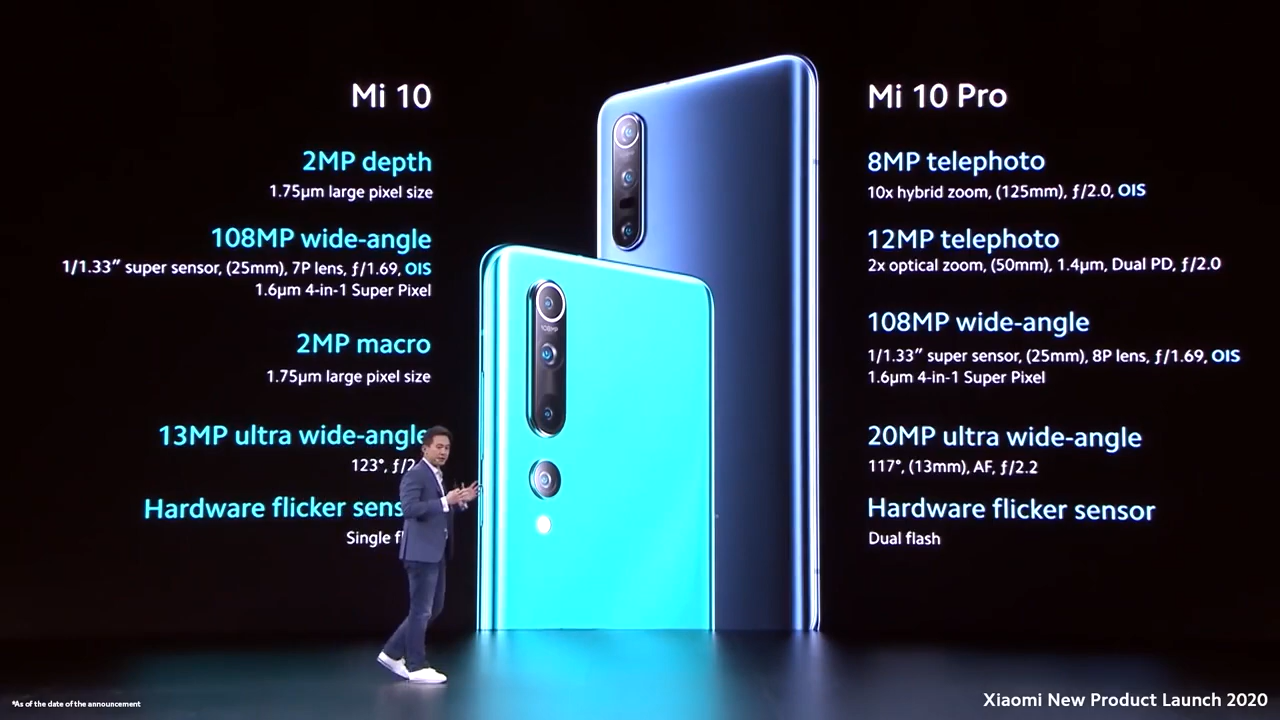 Mi 10
2MP depth
1.75μm large pixel size
108MP wide-angle
1/1.33″ super sensor, (25mm), 7P lens, ƒ/1.69, OIS
1.6μm 4-in-1 Super Pixel
2MP macro
1.75μm large pixel size
13MP ultra wide-angle
123°, ƒ/2
Hardware flicker
Single
108MP
Mi 10 Pro
8MP telephoto
10x hybrid zoom, (125mm), ƒ/2.0, OIS
12MP telephoto
2x optical zoom, (50mm), 1.4μm, Dual PD, ƒ/2.0
108MP wide-angle
1/1.33″ super sensor, (25mm), 8P lens, ƒ/1.69, OIS
1.6μm 4-in-1 Super Pixel
20MP ultra wide-angle
117°, (13mm), AF, ƒ/2.2
Hardware flicker sensor
Dual flash
*As of the date of the announcement
Xiaomi New Product Launch 2020